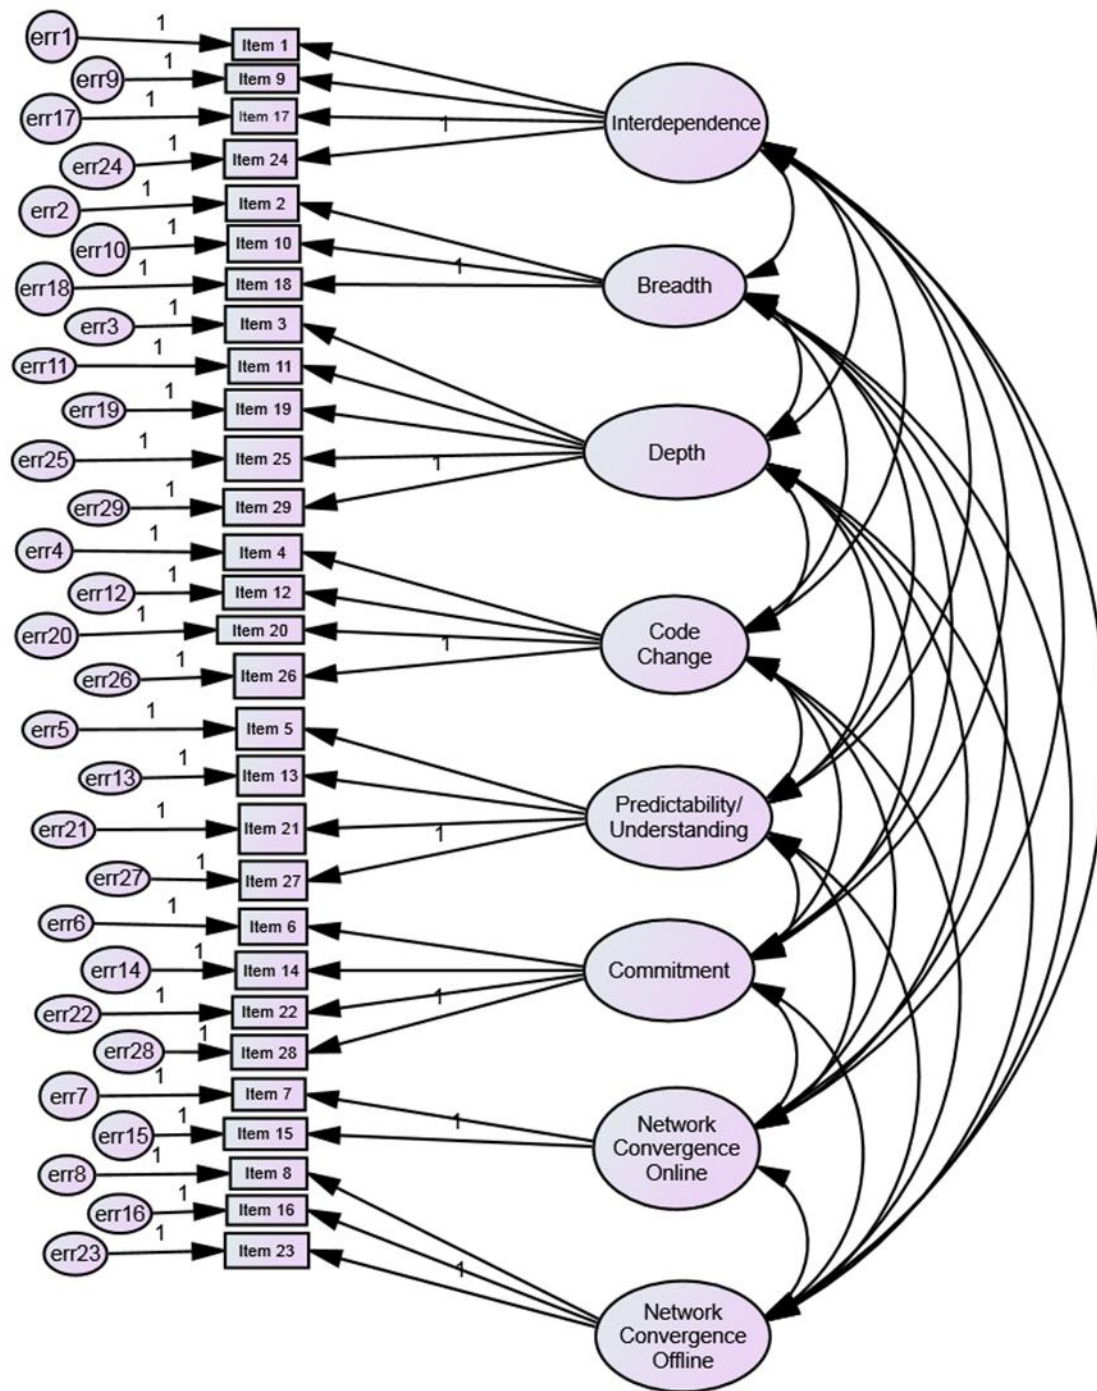 err1 1 Item 1
err9 1 Item 9
err17 1 Item 17
err24 1 Item 24
1 Interdependence
err2 1 Item 2
err10 1 Item 10
err18 1 Item 18
1 Breadth
err3 1 Item 3
err11 1 Item 11
err19 1 Item 19
err25 1 Item 25
err29 1 Item 29
1 Depth
err4 1 Item 4
err12 1 Item 12
err20 1 Item 20
err26 1 Item 26
1 Code
Change
err5 1 Item 5
err13 1 Item 13
err21 1 Item 21
err27 1 Item 27
1 Predictability/
Understanding
err6 1 Item 6
err14 1 Item 14
err22 1 Item 22
err28 1 Item 28
1 Commitment
err7 1 Item 7
err15 1 Item 15
1 Network
Convergence
Online
err8 1 Item 8
err16 1 Item 16
err23 1 Item 23
1 Network
Convergence
Offline